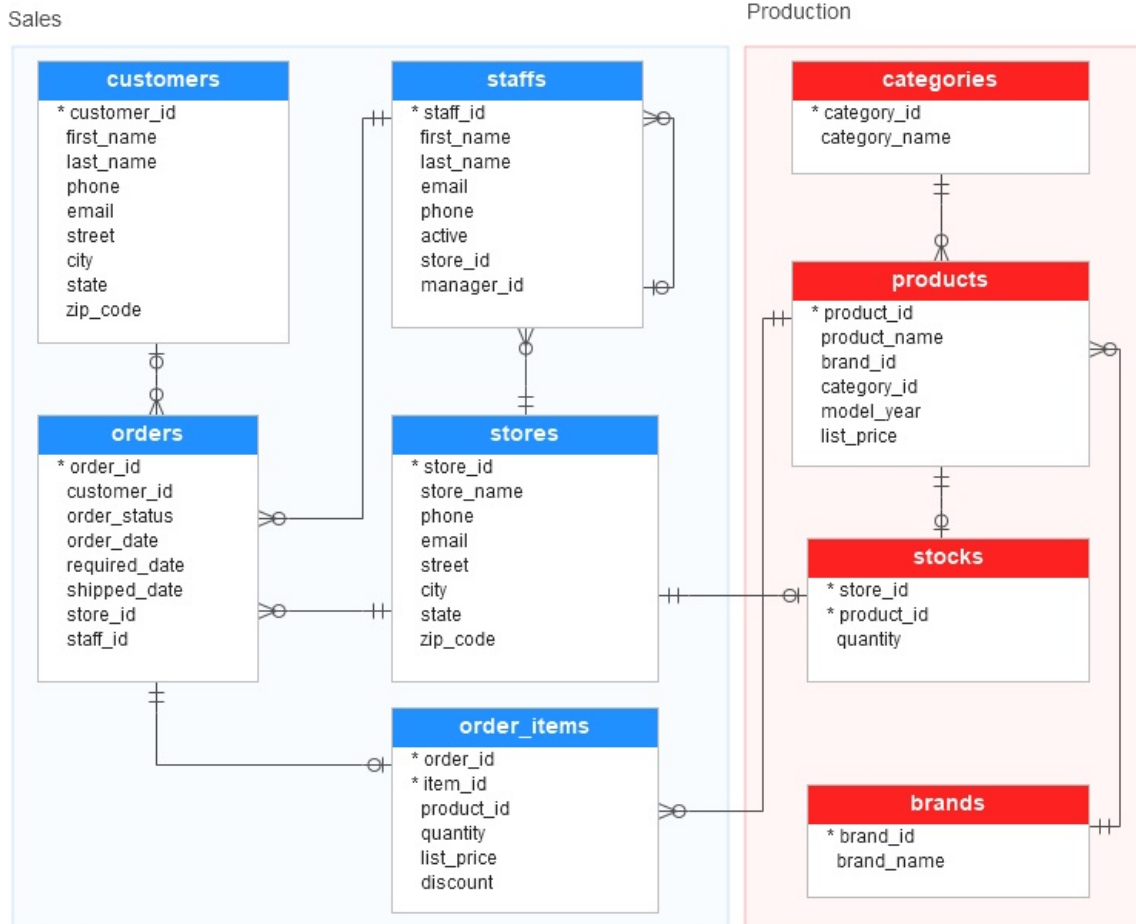 Sales
customers
* customer_id
first_name
last_name
phone
email
street
city
state
zip_code
staffs
* staff_id
first_name
last_name
email
phone
active
store_id
manager_id
orders
* order_id
customer_id
order_status
order_date
required_date
shipped_date
store_id
staff_id
stores
* store_id
store_name
phone
email
street
city
state
zip_code
order_items
* order_id
* item_id
product_id
quantity
list_price
discount
Production
categories
* category_id
category_name
products
* product_id
product_name
brand_id
category_id
model_year
list_price
stocks
* store_id
* product_id
quantity
brands
* brand_id
brand_name